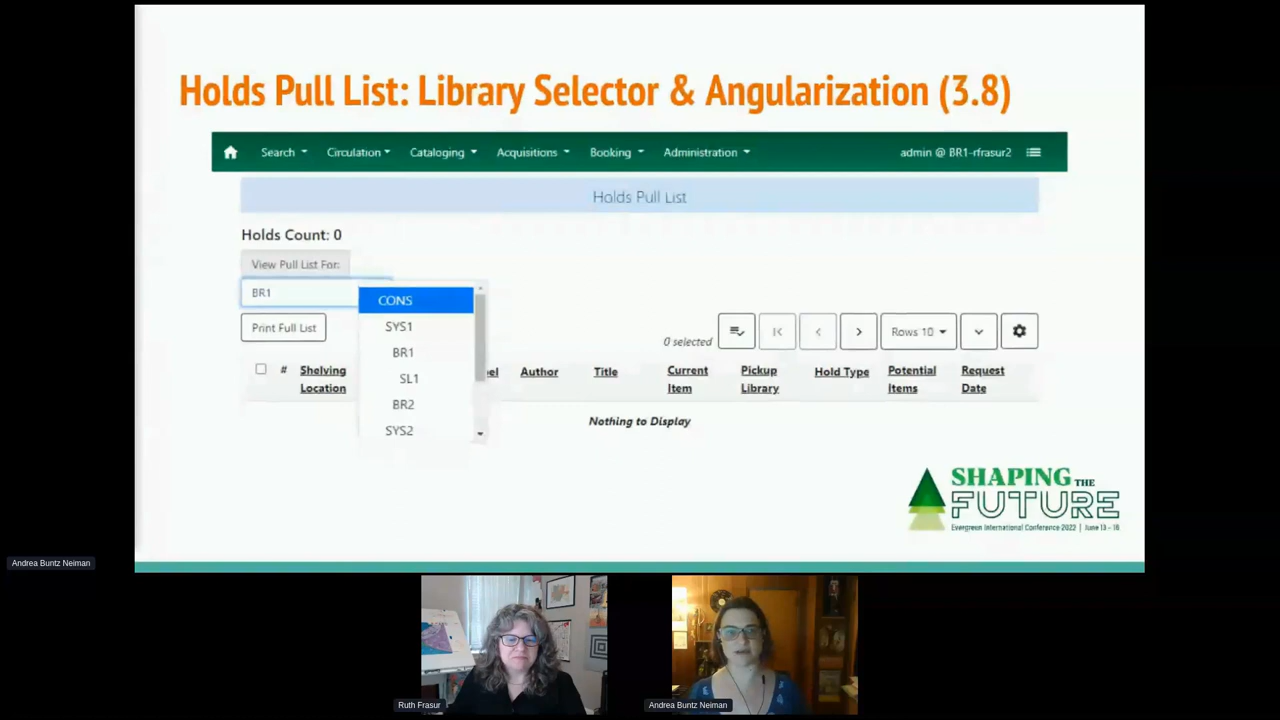 Holds Pull List: Library Selector & Angularization (3.8)
Search Circulation Cataloging Acquisitions Booking Administration admin @ BR1-rfrasur2
Holds Pull List
Holds Count: 0
View Pull List For:
BR1
CONS
SYS1
BR1
SL1
BR2
SYS2
Print Full List
0 selected
Rows 10
# Shelving Location el Author Title Current Item Pickup Library Hold Type Potential Items Request Date
Nothing to Display
SHAPING THE
FUTURE
Evergreen International Conference 2022 | June 13 - 16
Andrea Buntz Neiman
Ruth Frasur
Andrea Buntz Neiman